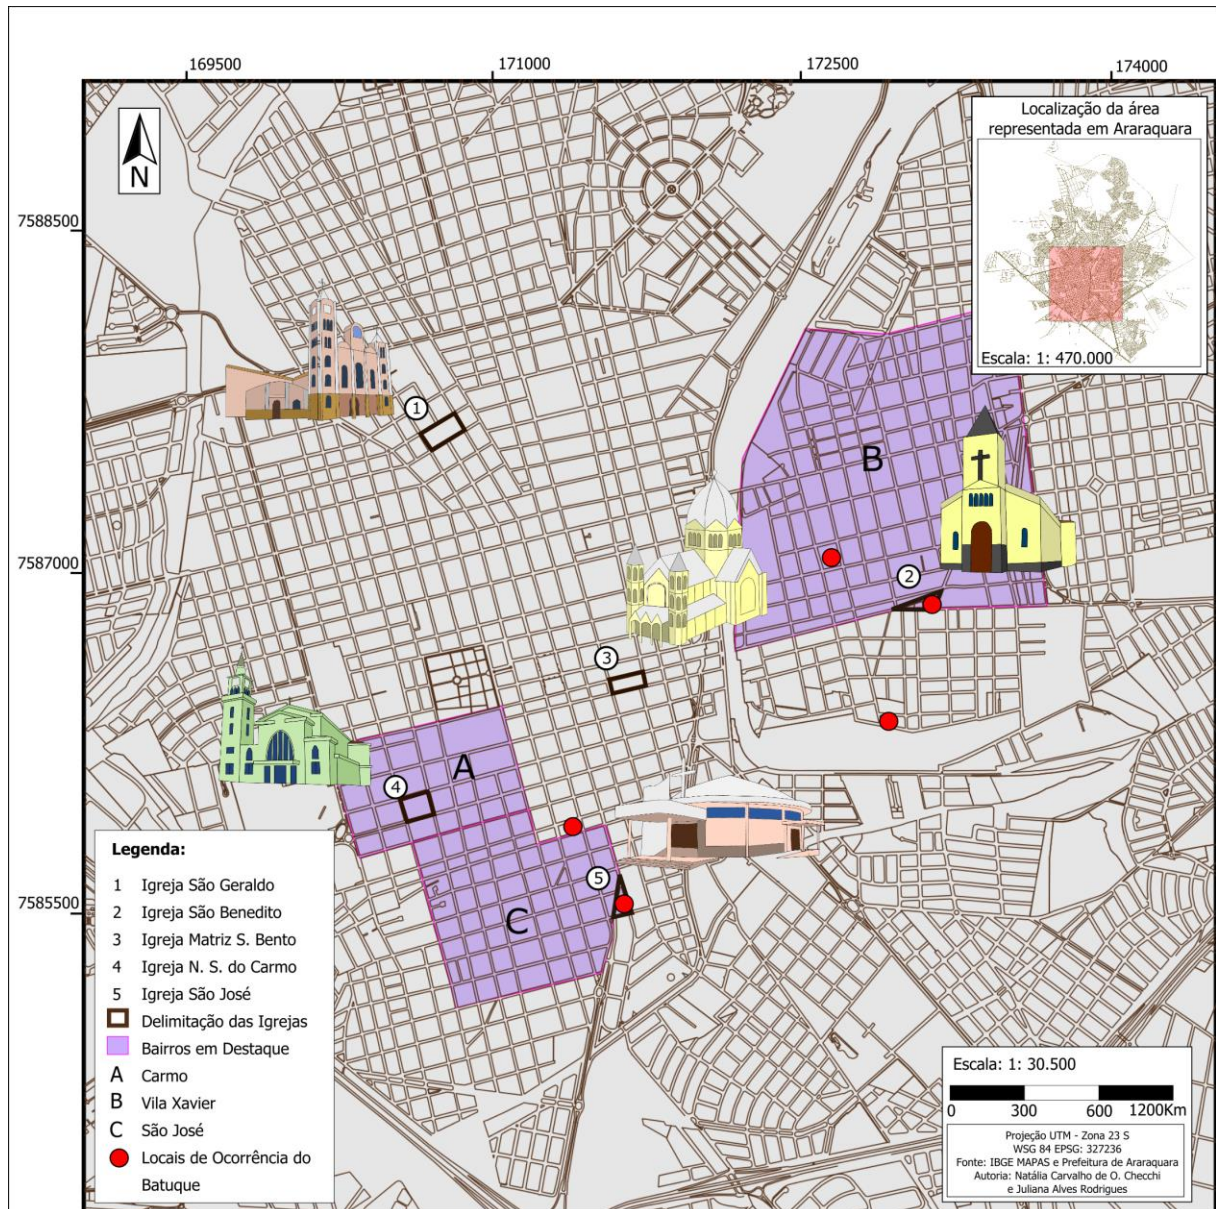 169500
171000
172500
174000
Localização da área
representada em Araraquara
N
7588500
Escala: 1: 470.000
1
B
7587000
2
3
A
4
Legenda:
1 Igreja São Geraldo
2 Igreja São Benedito
3 Igreja Matriz S. Bento
4 Igreja N. S. do Carmo
5 Igreja São José
Delimitação das Igrejas
Bairros em Destaque
A Carmo
B Vila Xavier
C São José
Locais de Ocorrência do
Batuque
5
7585500
C
Escala: 1: 30.500
0 300 600 1200Km
Projeção UTM - Zona 23 S
WSG 84 EPSG: 327236
Fonte: IBGE MAPAS e Prefeitura de Araraquara
Autoria: Natália Carvalho de O. Checchi
e Juliana Alves Rodrigues